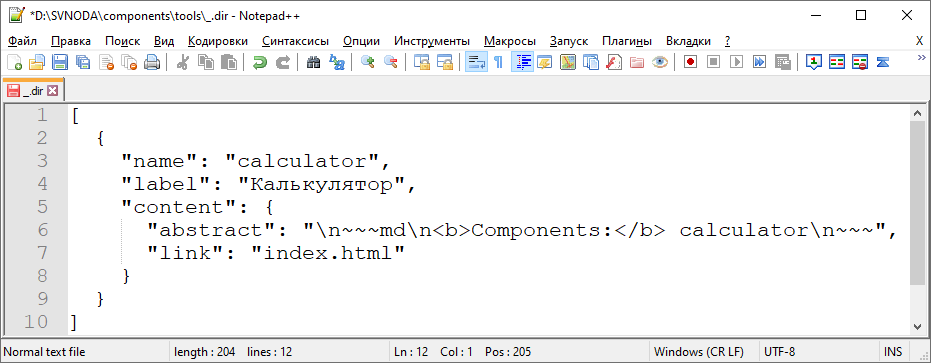 *D:\SVNODA\components\tools\_.dir - Notepad++
Файл Правка Поиск Вид Кодировки Синтаксисы Опции Инструменты Макросы Запуск Плагины Вкладки ? X
_.dir
1 [
2 {
3 "name": "calculator",
4 "label": "Калькулятор",
5 "content": {
6 "abstract": "\n~~~md\n<b>Components:</b> calculator\n~~~",
7 "link": "index.html"
8 }
9 }
10 ]
Normal text file length : 204 lines : 12 Ln : 12 Col : 1 Pos : 205 Windows (CR LF) UTF-8 INS